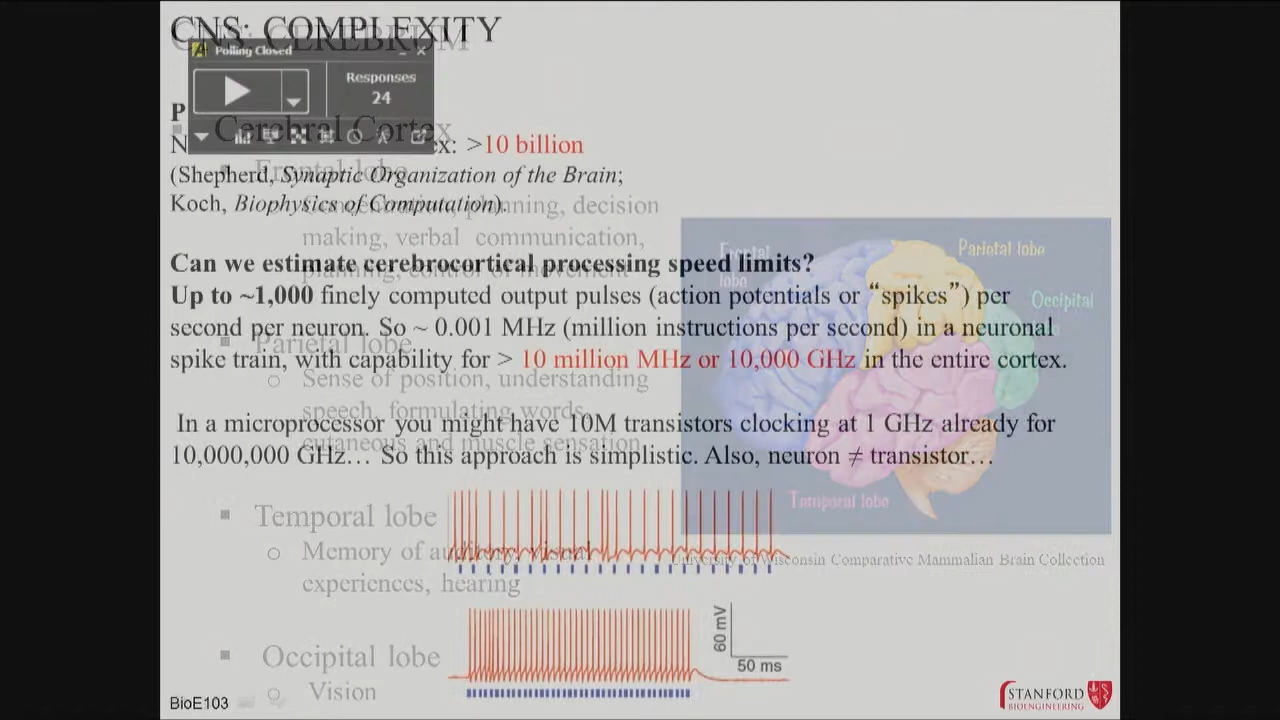 CNS: COMPLEXITY
CNS: CEREBRUM
Polling Closed
Responses
24
P
Cerebral Cortex
N
ex: >10 billion
Frontal lobe
(Shepherd, Synaptic Organization of the Brain;
Koch, Biophysics of Computation).
planning, decision
making, verbal communication,
planning, control of movement
Can we estimate cerebrocortical processing speed limits?
Up to ~1,000 finely computed output pulses (action potentials or “spikes”) per
second per neuron. So ~ 0.001 MHz (million instructions per second) in a neuronal
spike train, with capability for > 10 million MHz or 10,000 GHz in the entire cortex.
Parietal lobe
Sense of position, understanding
speech, formulating words,
cutaneous and muscle sensation
In a microprocessor you might have 10M transistors clocking at 1 GHz already for
10,000,000 GHz… So this approach is simplistic. Also, neuron ≠ transistor…
Frontal
lobe
Parietal lobe
Occipital
Temporal lobe
Temporal lobe
Memory of auditory, visual
experiences, hearing
University of Wisconsin Comparative Mammalian Brain Collection
60 mV
50 ms
Occipital lobe
Vision
BioE103
STANFORD
BIOENGINEERING